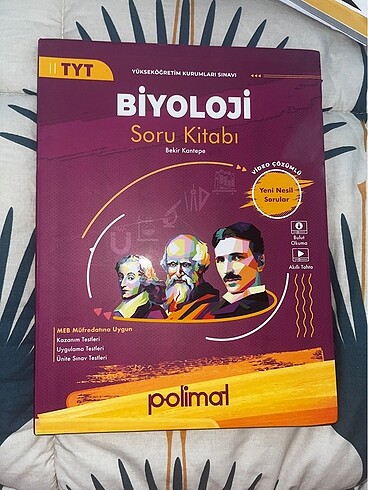 TYT
YÜKSEKÖĞRETİM KURUMLARI SINAVI
BİYOLOJİ
Soru Kitabı
Bekir Kantepe
VİDEO ÇÖZÜMLÜ
Yeni Nesil
Sorular
Bulut
Okuma
Akıllı Tahta
MEB Müfredatına Uygun
Kazanım Testleri
Uygulama Testleri
Ünite Sınav Testleri
polimat